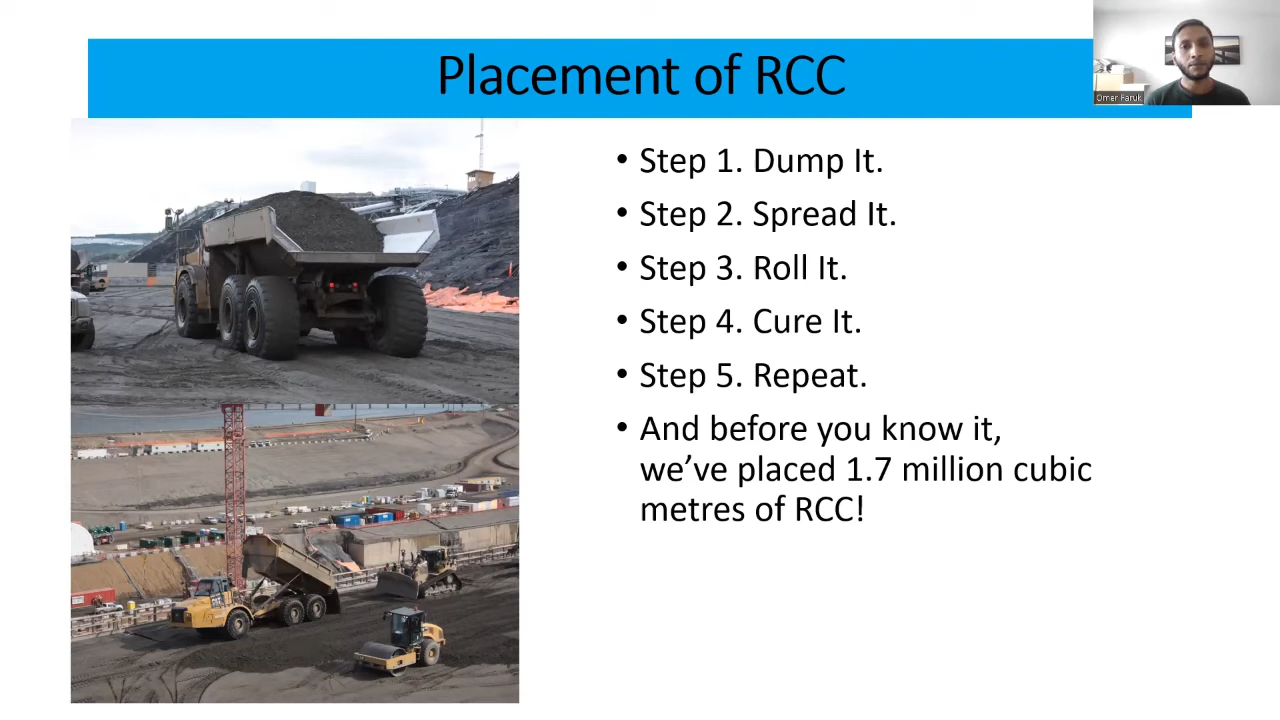 Placement of RCC
Omer Faruk
• Step 1. Dump It.
• Step 2. Spread It.
• Step 3. Roll It.
• Step 4. Cure It.
• Step 5. Repeat.
• And before you know it,
we’ve placed 1.7 million cubic
metres of RCC!